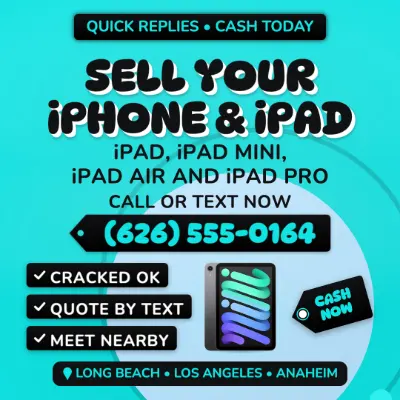 QUICK REPLIES • CASH TODAY
SELL YOUR
iPHONE & iPAD
iPAD, iPAD MINI,
iPAD AIR AND iPAD PRO
CALL OR TEXT NOW
(626) 555-0164
✓ CRACKED OK
✓ QUOTE BY TEXT
✓ MEET NEARBY
CASH
NOW
LONG BEACH • LOS ANGELES • ANAHEIM